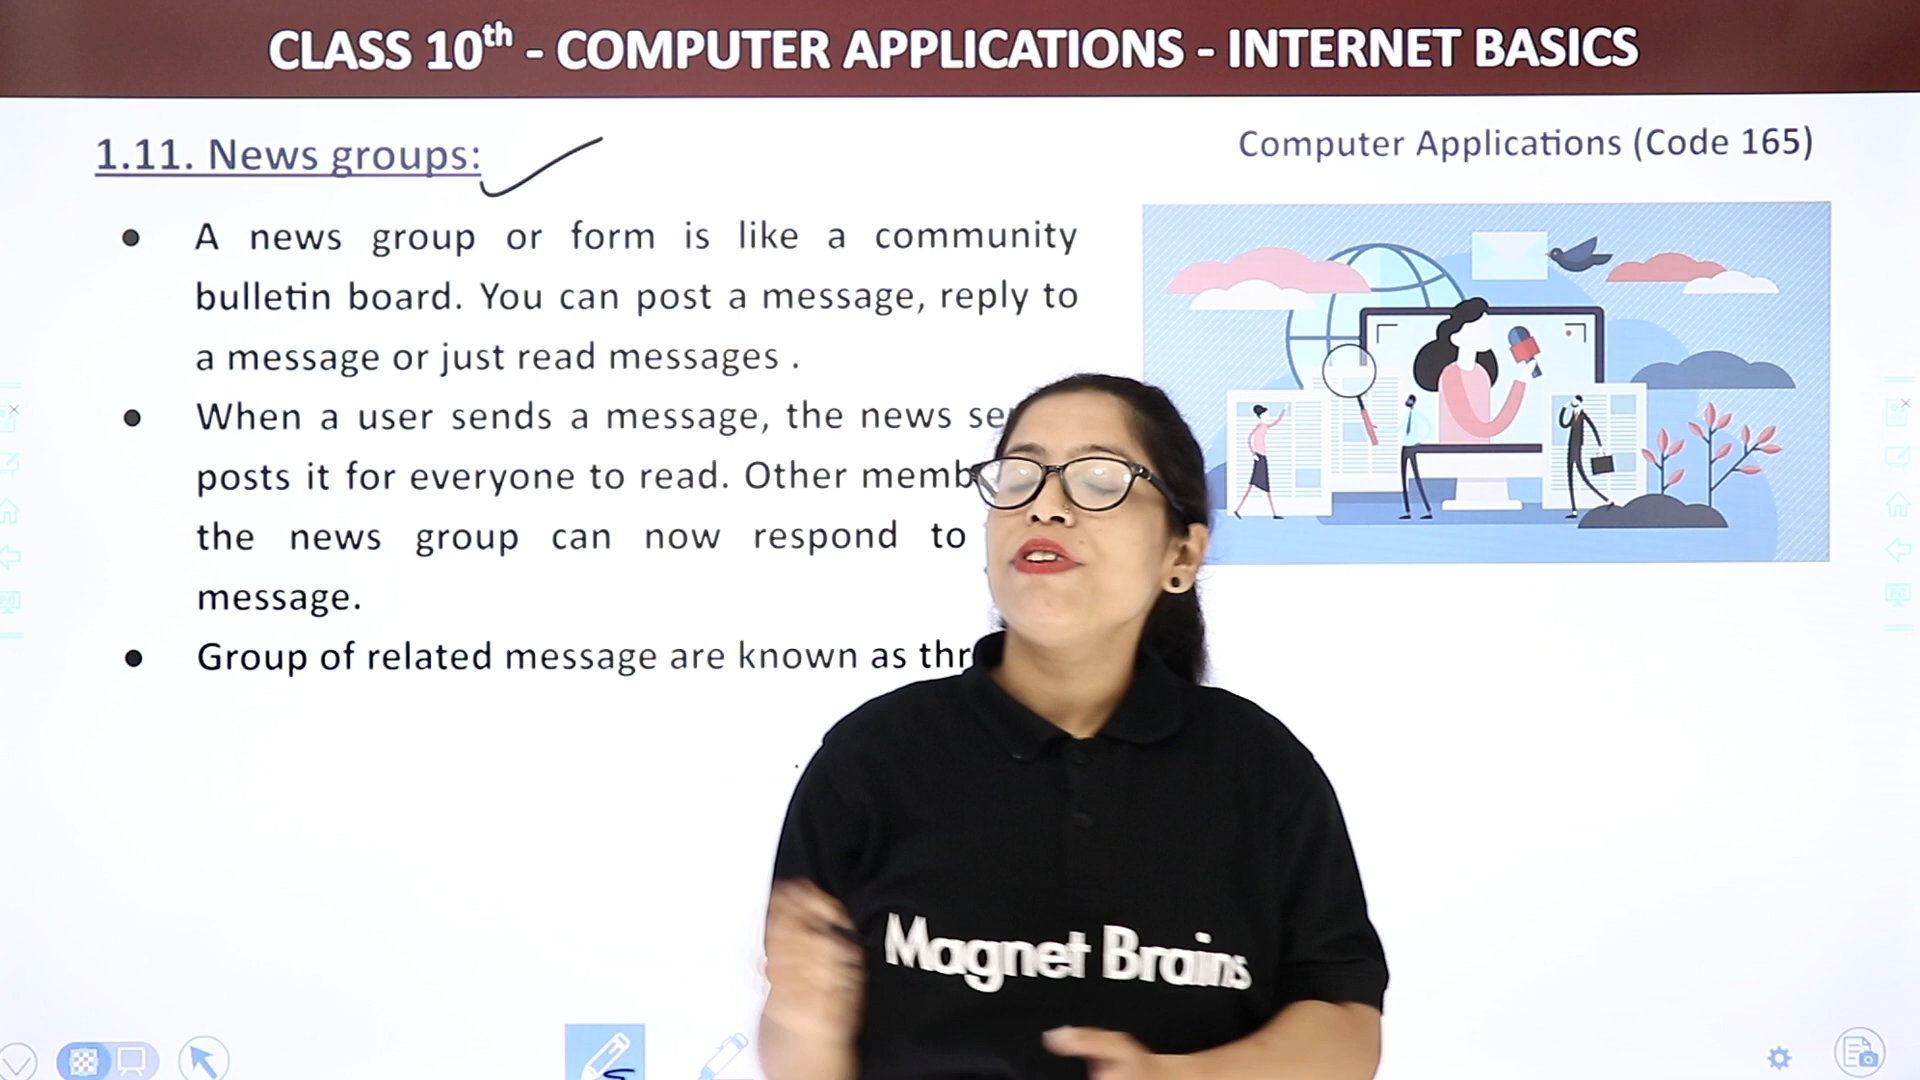 CLASS 10th - COMPUTER APPLICATIONS - INTERNET BASICS
1.11. News groups:
Computer Applications (Code 165)
A news group or form is like a community
bulletin board. You can post a message, reply to
a message or just read messages .
When a user sends a message, the news
posts it for everyone to read. Other
the news group can now respond to
message.
Group of related message are known as
Magnet Brains